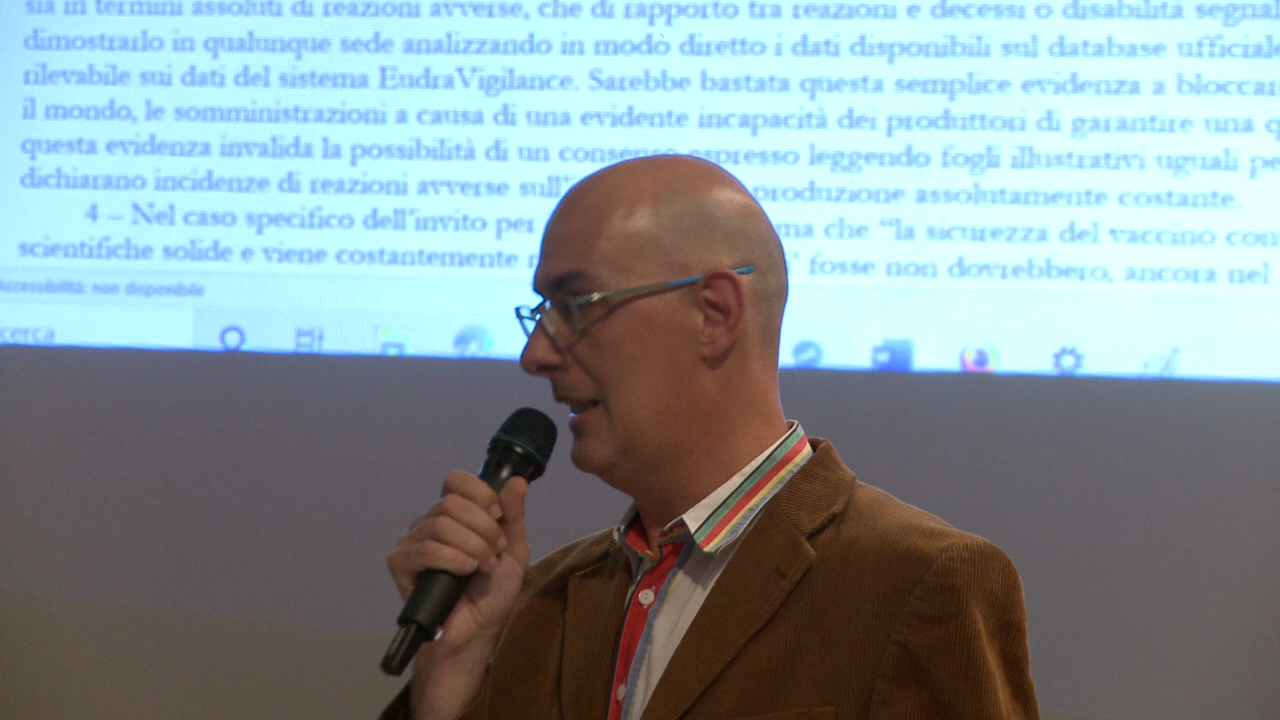 sia in termini assoluti di reazioni avverse, che di rapporto tra reazioni e decessi o disabilità segnal
dimostrarlo in qualunque sede analizzando in modo diretto i dati disponibili sul database ufficiale
rilevabile sui dati del sistema EudraVigilance. Sarebbe bastata questa semplice evidenza a bloccar
il mondo, le somministrazioni a causa di una evidente incapacità dei produttori di garantire una q
questa evidenza invalida la possibilità di un consenso espresso leggendo fogli illustrativi uguali pe
dichiarano incidenze di reazioni avverse sull' produzione assolutamente costante.
4 – Nel caso specifico dell'invito per ma che "la sicurezza del vaccino con
scientifiche solide e viene costantemente ' fosse non dovrebbero, ancora nel
Accessibilità: non disponibile
cerca